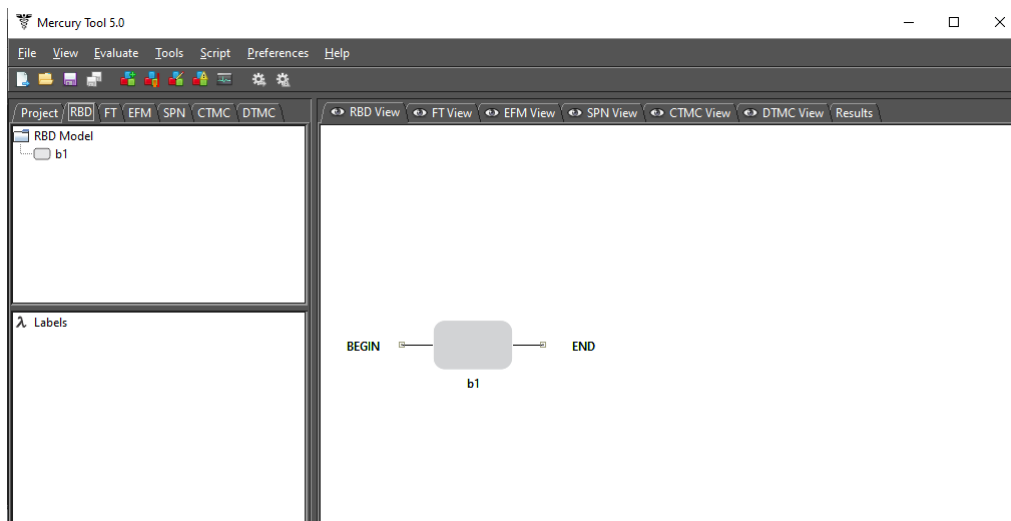 Mercury Tool 5.0
File View Evaluate Tools Script Preferences Help
Project RBD FT EFM SPN CTMC DTMC
RBD View FT View EFM View SPN View CTMC View DTMC View Results
RBD Model
b1
λ Labels
BEGIN END
b1